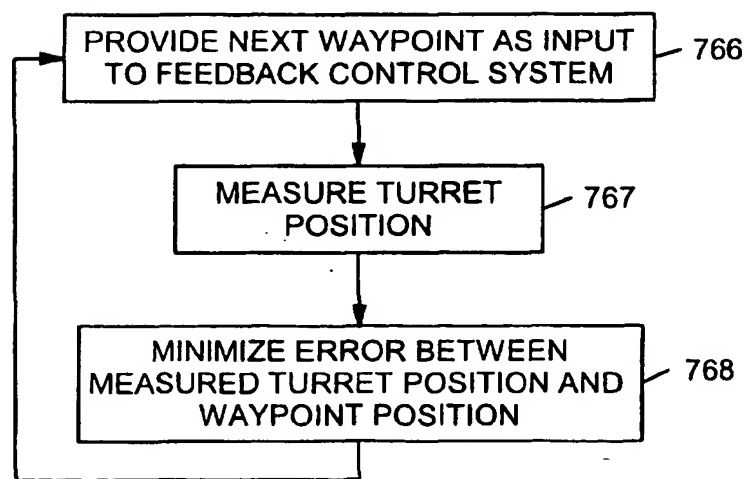 PROVIDE NEXT WAYPOINT AS INPUT
TO FEEDBACK CONTROL SYSTEM
766
MEASURE TURRET
POSITION
767
MINIMIZE ERROR BETWEEN
MEASURED TURRET POSITION AND
WAYPOINT POSITION
768